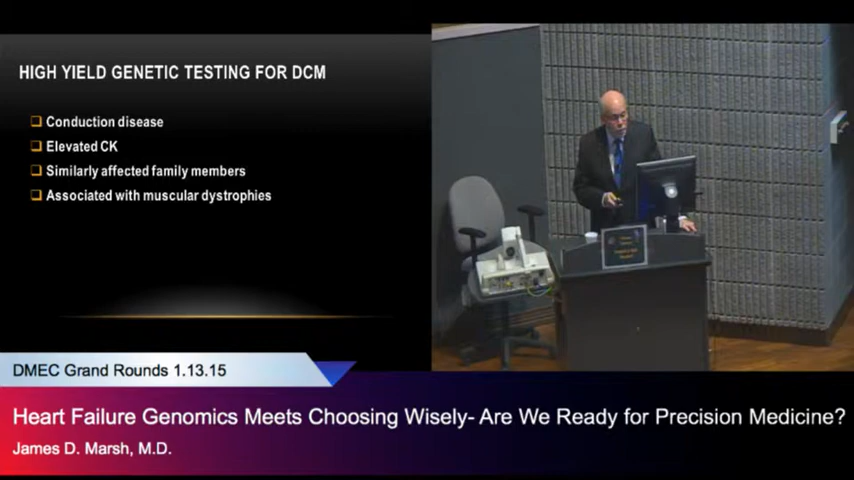 HIGH YIELD GENETIC TESTING FOR DCM
Conduction disease
Elevated CK
Similarly affected family members
Associated with muscular dystrophies
DMEC Grand Rounds 1.13.15
Heart Failure Genomics Meets Choosing Wisely- Are We Ready for Precision Medicine?
James D. Marsh, M.D.